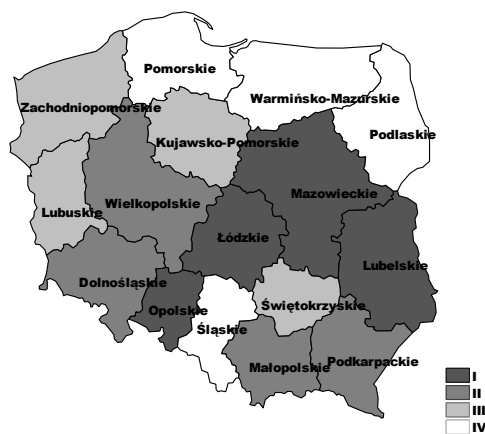 Pomorskie
Warmińsko-Mazurskie
Zachodniopomorskie
Podlaskie
Kujawsko-Pomorskie
Mazowieckie
Wielkopolskie
Lubuskie
Łódzkie
Lubelskie
Dolnośląskie
Opolskie
Świętokrzyskie
Śląskie
Podkarpackie
Małopolskie
I
II
III
IV